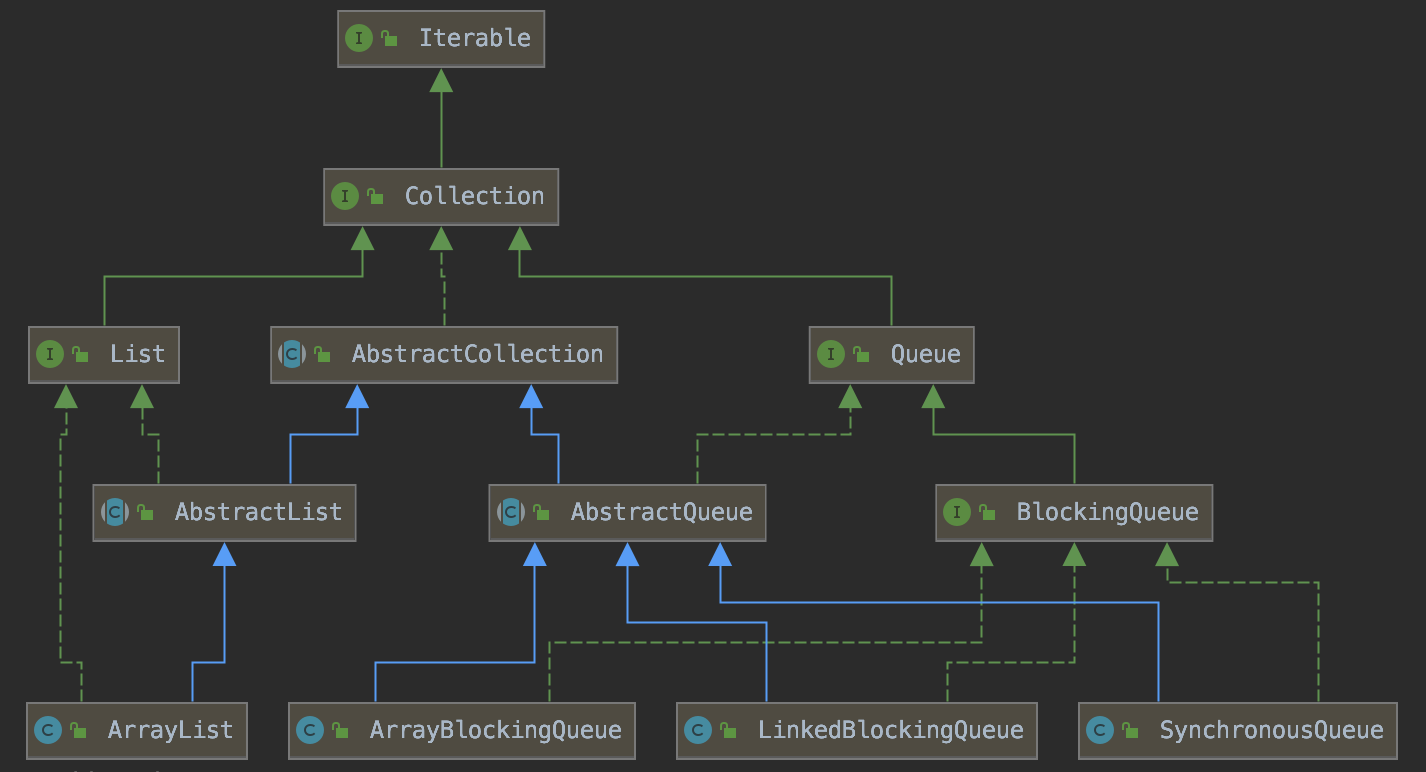 I Iterable
I Collection
I List
C AbstractCollection
I Queue
C AbstractList
C AbstractQueue
I BlockingQueue
C ArrayList
C ArrayBlockingQueue
C LinkedBlockingQueue
C SynchronousQueue